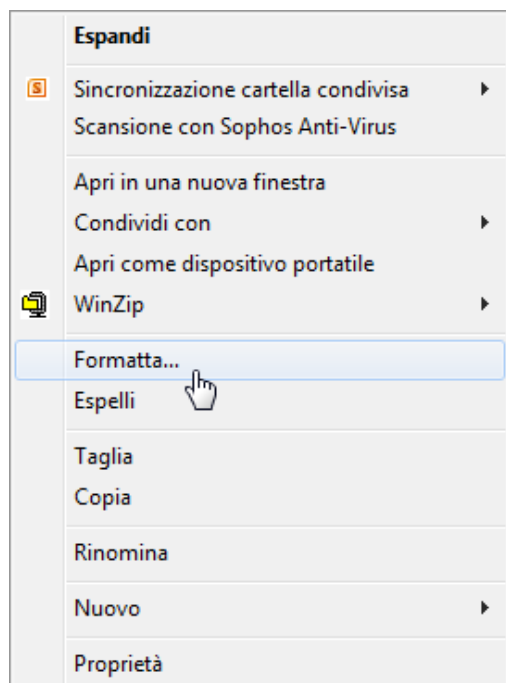 Espandi
Sincronizzazione cartella condivisa
Scansione con Sophos Anti-Virus
Apri in una nuova finestra
Condividi con
Apri come dispositivo portatile
WinZip
Formatta...
Espelli
Taglia
Copia
Rinomina
Nuovo
Proprietà